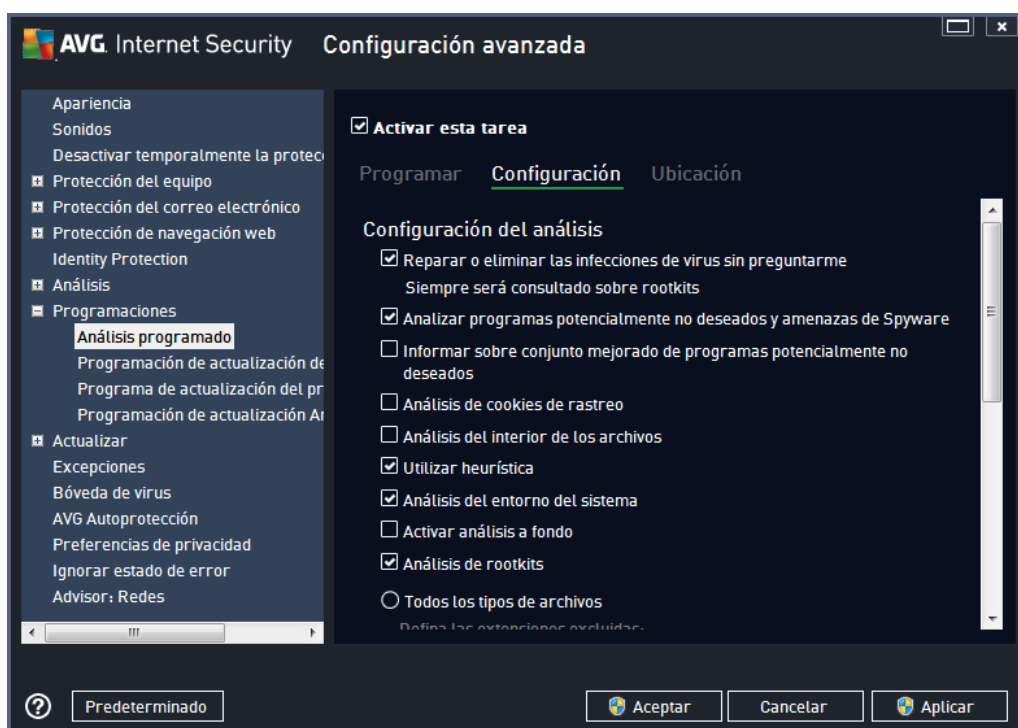 AVG. Internet Security Configuración avanzada
Apariencia
Sonidos
Desactivar temporalmente la protec
Protección del equipo
Protección del correo electrónico
Protección de navegación web
Identity Protection
Análisis
Programaciones
Análisis programado
Programación de actualización de
Programa de actualización del pr
Programación de actualización An
Actualizar
Excepciones
Bóveda de virus
AVG Autoprotección
Preferencias de privacidad
Ignorar estado de error
Advisor: Redes
Activar esta tarea
Programar Configuración Ubicación
Configuración del análisis
Reparar o eliminar las infecciones de virus sin preguntarme
Siempre será consultado sobre rootkits
Analizar programas potencialmente no deseados y amenazas de Spyware
Informar sobre conjunto mejorado de programas potencialmente no
deseados
Análisis de cookies de rastreo
Análisis del interior de los archivos
Utilizar heurística
Análisis del entorno del sistema
Activar análisis a fondo
Análisis de rootkits
Todos los tipos de archivos
Defina las extensiones excluidas:
Predeterminado
Aceptar
Cancelar
Aplicar